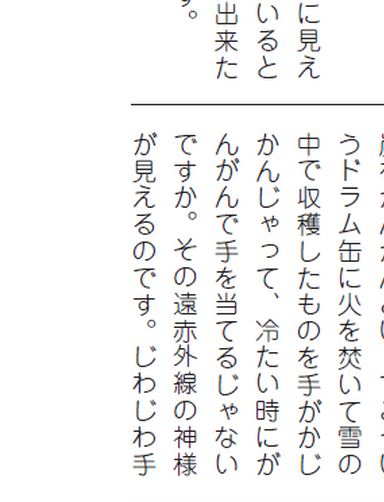 に見え
いると
出来た
す。
うドラム缶に火を焚いて雪の
中で収穫したものを手がかじ
かんじゃって、冷たい時にが
んがんで手を当てるじゃない
ですか。その遠赤外線の神様
が見えるのです。じわじわ手